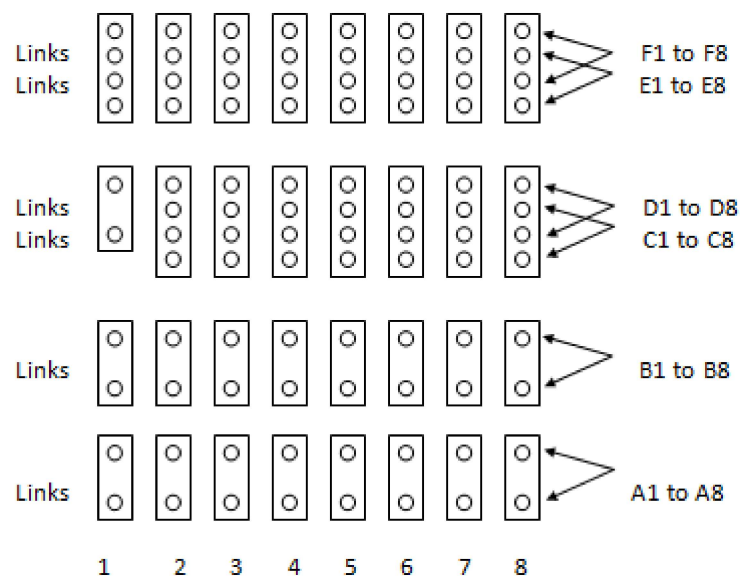 Links F1 to F8
Links E1 to E8
Links D1 to D8
Links C1 to C8
Links B1 to B8
Links A1 to A8
1 2 3 4 5 6 7 8